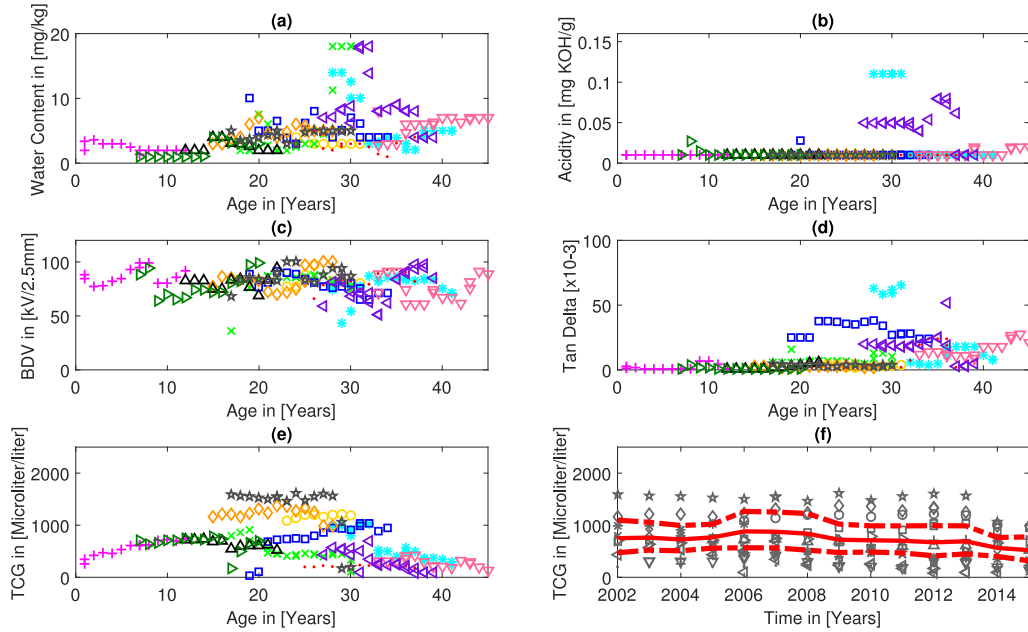 (a)
20
10
0
Water Content in [mg/kg]
0 10 20 30 40
Age in [Years]
(b)
0.15
0.1
0.05
0
Acidity in [mg KOH/g]
0 10 20 30 40
Age in [Years]
(c)
100
50
0
BDV in [kV/2.5mm]
0 10 20 30 40
Age in [Years]
(d)
100
50
0
Tan Delta [x10-3]
0 20 40
Age in [Years]
(e)
2000
1000
0
TCG in [Microliter/liter]
0 10 20 30 40
Age in [Years]
(f)
2000
1000
0
TCG in [Microliter/liter]
2002 2004 2006 2008 2010 2012 2014
Time in [Years]